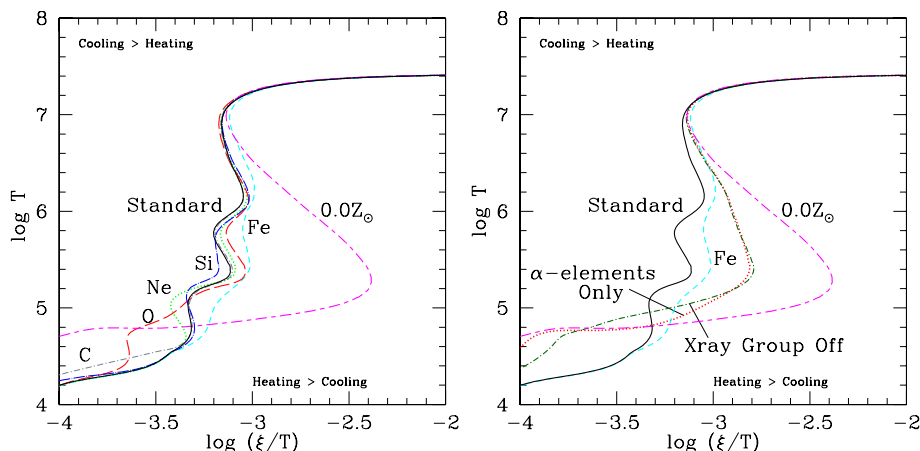 Cooling > Heating
Standard
0.0Z⊙
Fe
Si
Ne
O
C
Heating > Cooling
log T
8
7
6
5
4
−4
−3.5
−3
−2.5
−2
log (ξ/T)
Cooling > Heating
Standard
0.0Z⊙
Fe
α−elements
Only
Xray Group Off
Heating > Cooling
log T
8
7
6
5
4
−4
−3.5
−3
−2.5
−2
log (ξ/T)